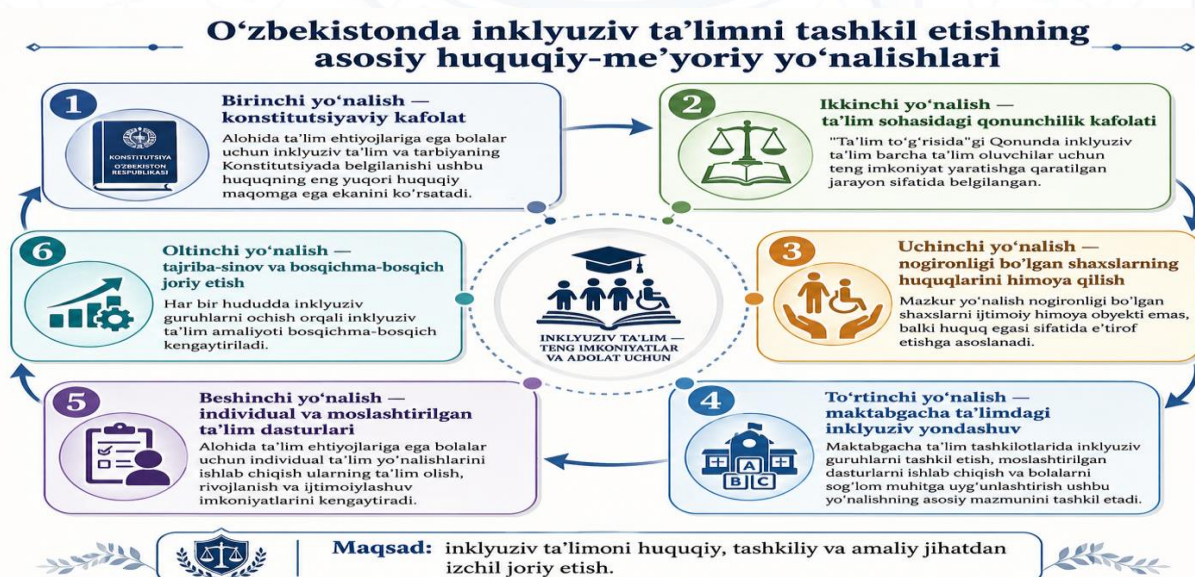 O‘zbekistonda inklyuziv ta’limni tashkil etishning
asosiy huquqiy-me’yoriy yo‘nalishlari
1
Birinchi yo‘nalish —
konstitutsiyaviy kafolat
KONSTITUTSIYA
O‘ZBEKISTON
RESPUBLIKASI
Alohida ta’lim ehtiyojlariga ega bolalar
uchun inklyuziv ta’lim va tarbiyaning
Konstitutsiyada belgilanishi ushbu
huquqning eng yuqori huquqiy
maqomga ega ekanini ko‘rsatadi.
2
Ikkinchi yo‘nalish —
ta’lim sohasidagi qonunchilik kafolati
"Ta’lim to‘g‘risida"gi Qonunda inklyuziv
ta’lim barcha ta’lim oluvchilar uchun
teng imkoniyat yaratishga qaratilgan
jarayon sifatida belgilangan.
3
Uchinchi yo‘nalish —
nogironligi bo‘lgan shaxslarning
huquqlarini himoya qilish
Mazkur yo‘nalish nogironligi bo‘lgan
shaxslarni ijtimoiy himoya obyekti emas,
balki huquq egasi sifatida e’tirof
etishga asoslanadi.
4
To‘rtinchi yo‘nalish —
maktabgacha ta’limdagi
inklyuziv yondashuv
A
B C
Maktabgacha ta’lim tashkilotlarida inklyuziv
guruhlarni tashkil etish, moslashtirilgan
dasturlarni ishlab chiqish va bolalarni
sog‘lom muhitga uyg‘unlashtirish ushbu
yo‘nalishning asosiy mazmunini tashkil etadi.
5
Beshinchi yo‘nalish —
individual va moslashtirilgan
ta’lim dasturlari
Alohida ta’lim ehtiyojlariga ega bolalar
uchun individual ta’lim yo‘nalishlarini
ishlab chiqish ularning ta’lim olish,
rivojlanish va ijtimoiylashuv
imkoniyatlarini kengaytiradi.
6
Oltinchi yo‘nalish —
tajriba-sinov va bosqichma-bosqich
joriy etish
Har bir hududda inklyuziv
guruhlarni ochish orqali inklyuziv
ta’lim amaliyoti bosqichma-bosqich
kengaytiriladi.
INKLYUZIV TA’LIM —
TENG IMKONIYATLAR
VA ADOLAT UCHUN
Maqsad: inklyuziv ta’limoni huquqiy, tashkiliy va amaliy jihatdan
izchil joriy etish.